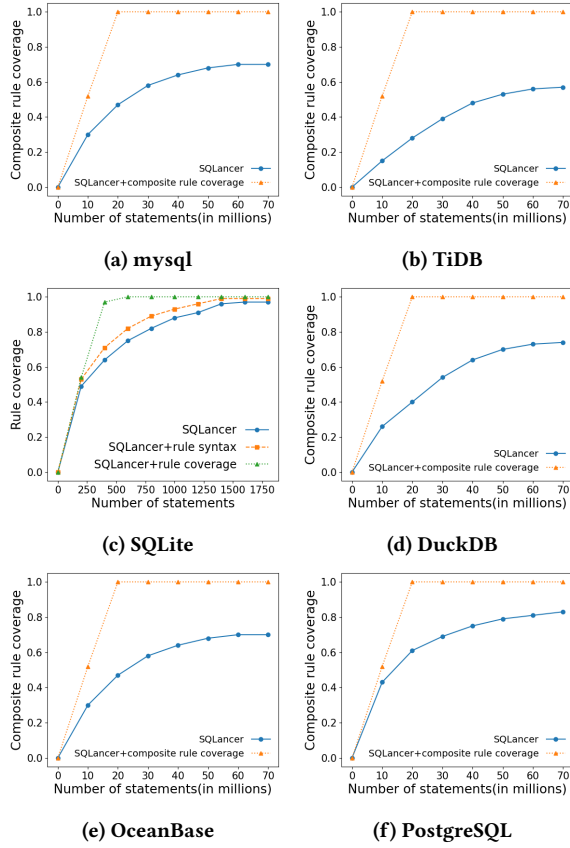 1.0
0.8
0.6
0.4
0.2
0.0
Composite rule coverage
SQLancer
SQLancer+composite rule coverage
0 10 20 30 40 50 60 70
Number of statements(in millions)
(a) mysql
1.0
0.8
0.6
0.4
0.2
0.0
Composite rule coverage
SQLancer
SQLancer+composite rule coverage
0 10 20 30 40 50 60 70
Number of statements(in millions)
(b) TiDB
1.0
0.8
0.6
0.4
0.2
0.0
Rule coverage
SQLancer
SQLancer+rule syntax
SQLancer+rule coverage
0 250 500 750 1000 1250 1500 1750
Number of statements
(c) SQLite
1.0
0.8
0.6
0.4
0.2
0.0
Composite rule coverage
SQLancer
SQLancer+composite rule coverage
0 10 20 30 40 50 60 70
Number of statements(in millions)
(d) DuckDB
1.0
0.8
0.6
0.4
0.2
0.0
Composite rule coverage
SQLancer
SQLancer+composite rule coverage
0 10 20 30 40 50 60 70
Number of statements(in millions)
(e) OceanBase
1.0
0.8
0.6
0.4
0.2
0.0
Composite rule coverage
SQLancer
SQLancer+composite rule coverage
0 10 20 30 40 50 60 70
Number of statements(in millions)
(f) PostgreSQL